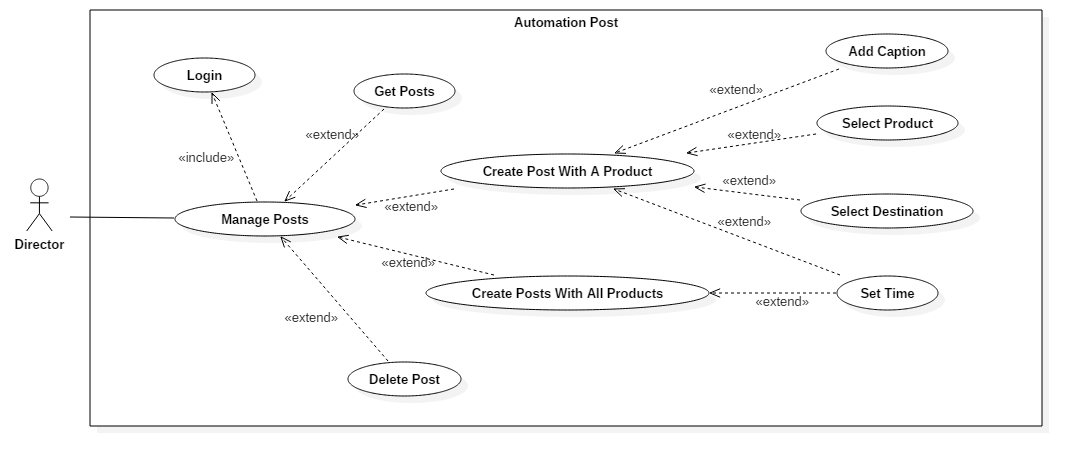 Automation Post
Add Caption
Login
Get Posts
«extend»
Select Product
«extend»
«extend»
«include»
Create Post With A Product
«extend»
Director
Manage Posts
«extend»
Select Destination
«extend»
«extend»
Create Posts With All Products
Set Time
«extend»
«extend»
Delete Post